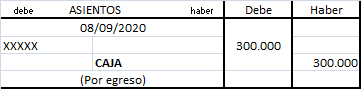 debe ASIENTOS haber Debe Haber
08/09/2020
XXXXX 300.000
CAJA 300.000
(Por egreso)